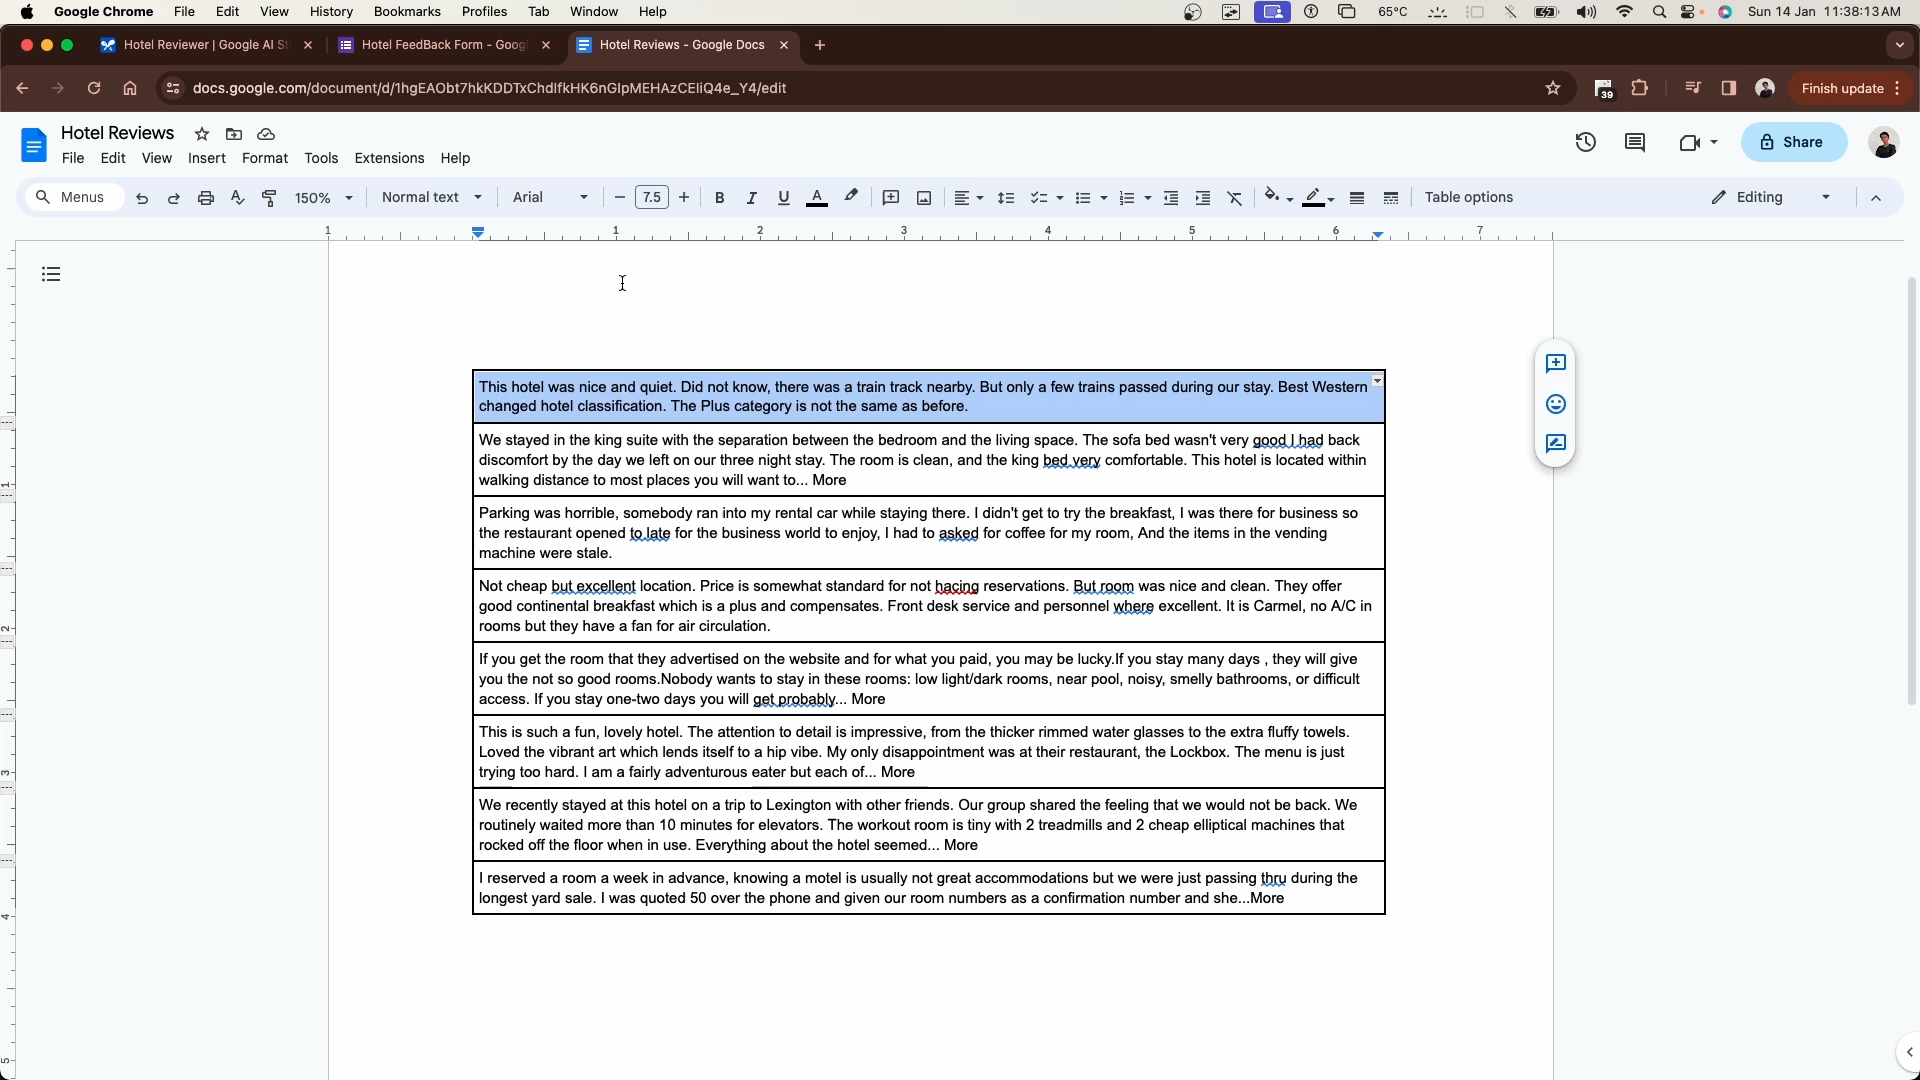 Google Chrome File Edit View History Bookmarks Profiles Tab Window Help 65°C Sun 14 Jan 11:38:13 AM
Hotel Reviewer | Google AI St Hotel FeedBack Form - Goog Hotel Reviews - Google Docs
docs.google.com/document/d/1hgEAObt7hkKDDTxChdlfkHK6nGlpMEHAzCEIiQ4e_Y4/edit 39 Finish update
Hotel Reviews
File Edit View Insert Format Tools Extensions Help
Share
Menus 150% Normal text Arial 7.5 B I U A Table options Editing
1 1 2 3 4 5 6 7
This hotel was nice and quiet. Did not know, there was a train track nearby. But only a few trains passed during our stay. Best Western
changed hotel classification. The Plus category is not the same as before.
We stayed in the king suite with the separation between the bedroom and the living space. The sofa bed wasn't very good I had back
discomfort by the day we left on our three night stay. The room is clean, and the king bed very comfortable. This hotel is located within
walking distance to most places you will want to... More
Parking was horrible, somebody ran into my rental car while staying there. I didn't get to try the breakfast, I was there for business so
the restaurant opened to late for the business world to enjoy, I had to asked for coffee for my room, And the items in the vending
machine were stale.
Not cheap but excellent location. Price is somewhat standard for not hacing reservations. But room was nice and clean. They offer
good continental breakfast which is a plus and compensates. Front desk service and personnel where excellent. It is Carmel, no A/C in
rooms but they have a fan for air circulation.
If you get the room that they advertised on the website and for what you paid, you may be lucky.If you stay many days , they will give
you the not so good rooms.Nobody wants to stay in these rooms: low light/dark rooms, near pool, noisy, smelly bathrooms, or difficult
access. If you stay one-two days you will get probably... More
This is such a fun, lovely hotel. The attention to detail is impressive, from the thicker rimmed water glasses to the extra fluffy towels.
Loved the vibrant art which lends itself to a hip vibe. My only disappointment was at their restaurant, the Lockbox. The menu is just
trying too hard. I am a fairly adventurous eater but each of... More
We recently stayed at this hotel on a trip to Lexington with other friends. Our group shared the feeling that we would not be back. We
routinely waited more than 10 minutes for elevators. The workout room is tiny with 2 treadmills and 2 cheap elliptical machines that
rocked off the floor when in use. Everything about the hotel seemed... More
I reserved a room a week in advance, knowing a motel is usually not great accommodations but we were just passing thru during the
longest yard sale. I was quoted 50 over the phone and given our room numbers as a confirmation number and she...More
1
2
3
4
5